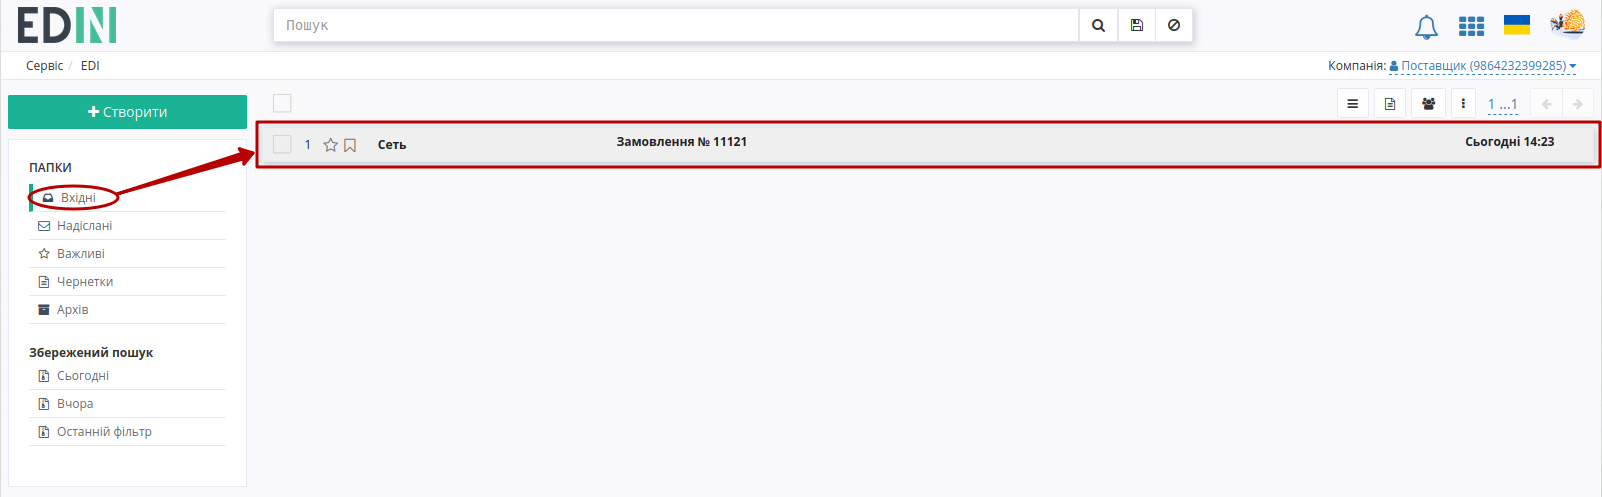 EDIN
Пошук
Сервіс / EDI
Компанія: Поставщик (9864232399285)
Створити
1 ...1
1 Сеть Замовлення № 11121 Сьогодні 14:23
ПАПКИ
Вхідні
Надіслані
Важливі
Чернетки
Архів
Збережений пошук
Сьогодні
Вчора
Останній фільтр